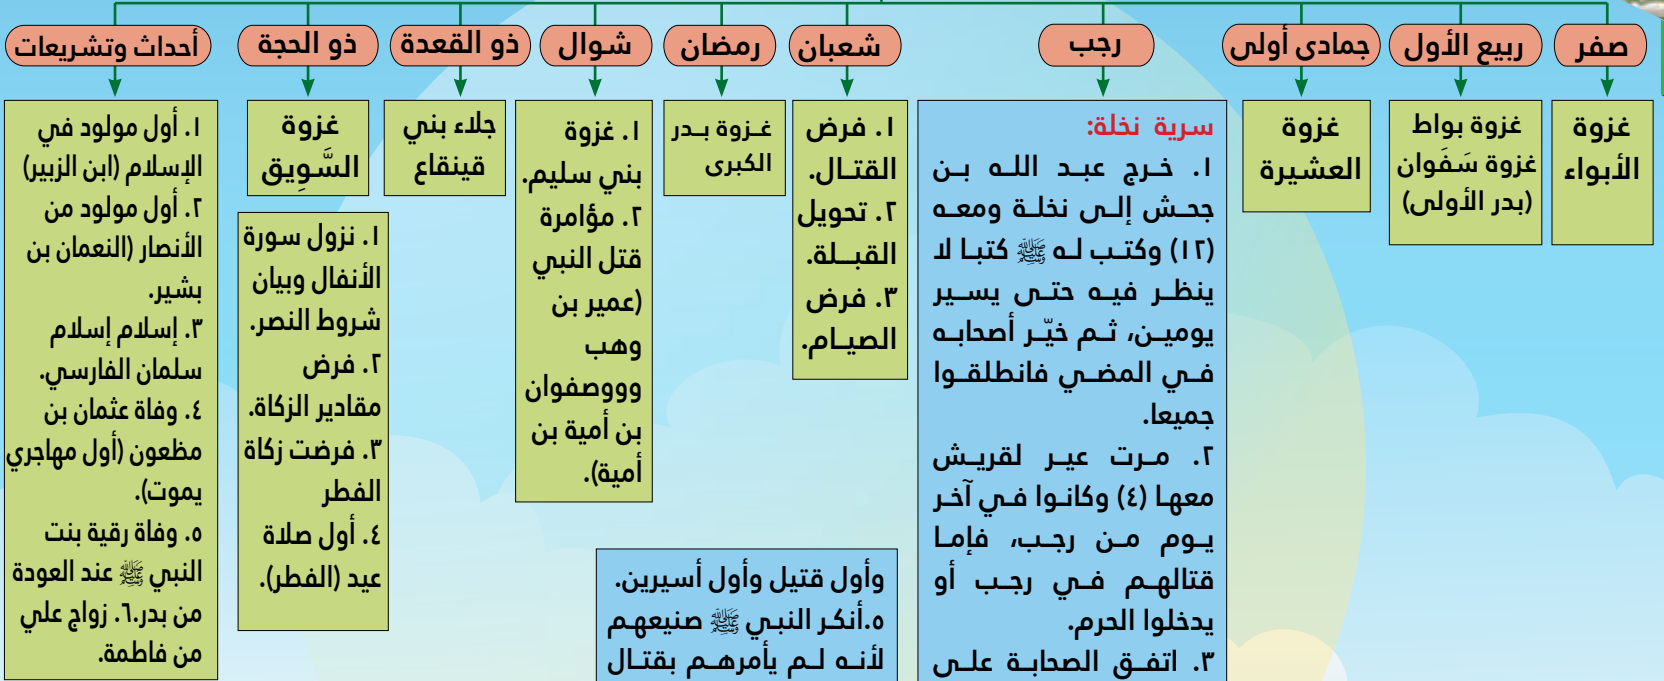 صفر
غزوة
الأبواء
ربيع الأول
غزوة بواط
غزوة سَفَوان
(بدر الأولى)
جمادى أولى
غزوة
العشيرة
رجب
سرية نخلة:
١. خرج عبد الله بن
جحش إلى نخلة ومعه
(١٢) وكتب له ﷺ كتبا لا
ينظر فيه حتى يسير
يومين، ثم خيّر أصحابه
في المضي فانطلقوا
جميعا.
٢. مرت عير لقريش
معها (٤) وكانوا في آخر
يوم من رجب، فإما
قتالهم في رجب أو
يدخلوا الحرم.
٣. اتفق الصحابة على
شعبان
١. فرض
القتال.
٢. تحويل
القبلة.
٣. فرض
الصيام.
رمضان
غزوة بدر
الكبرى
وأول قتيل وأول أسيرين.
٥.أنكر النبي ﷺ صنيعهم
لأنه لم يأمرهم بقتال
شوال
١. غزوة
بني سليم.
٢. مؤامرة
قتل النبي
(عمير بن
وهب
وووصفوان
بن أمية بن
أمية).
ذو القعدة
جلاء بني
قينقاع
ذو الحجة
غزوة
السَّوِيق
١. نزول سورة
الأنفال وبيان
شروط النصر.
٢. فرض
مقادير الزكاة.
٣. فرضت زكاة
الفطر
٤. أول صلاة
عيد (الفطر).
أحداث وتشريعات
١. أول مولود في
الإسلام (ابن الزبير)
٢. أول مولود من
الأنصار (النعمان بن
بشير.
٣. إسلام إسلام
سلمان الفارسي.
٤. وفاة عثمان بن
مظعون (أول مهاجري
يموت).
٥. وفاة رقية بنت
النبي ﷺ عند العودة
من بدر.٦. زواج علي
من فاطمة.